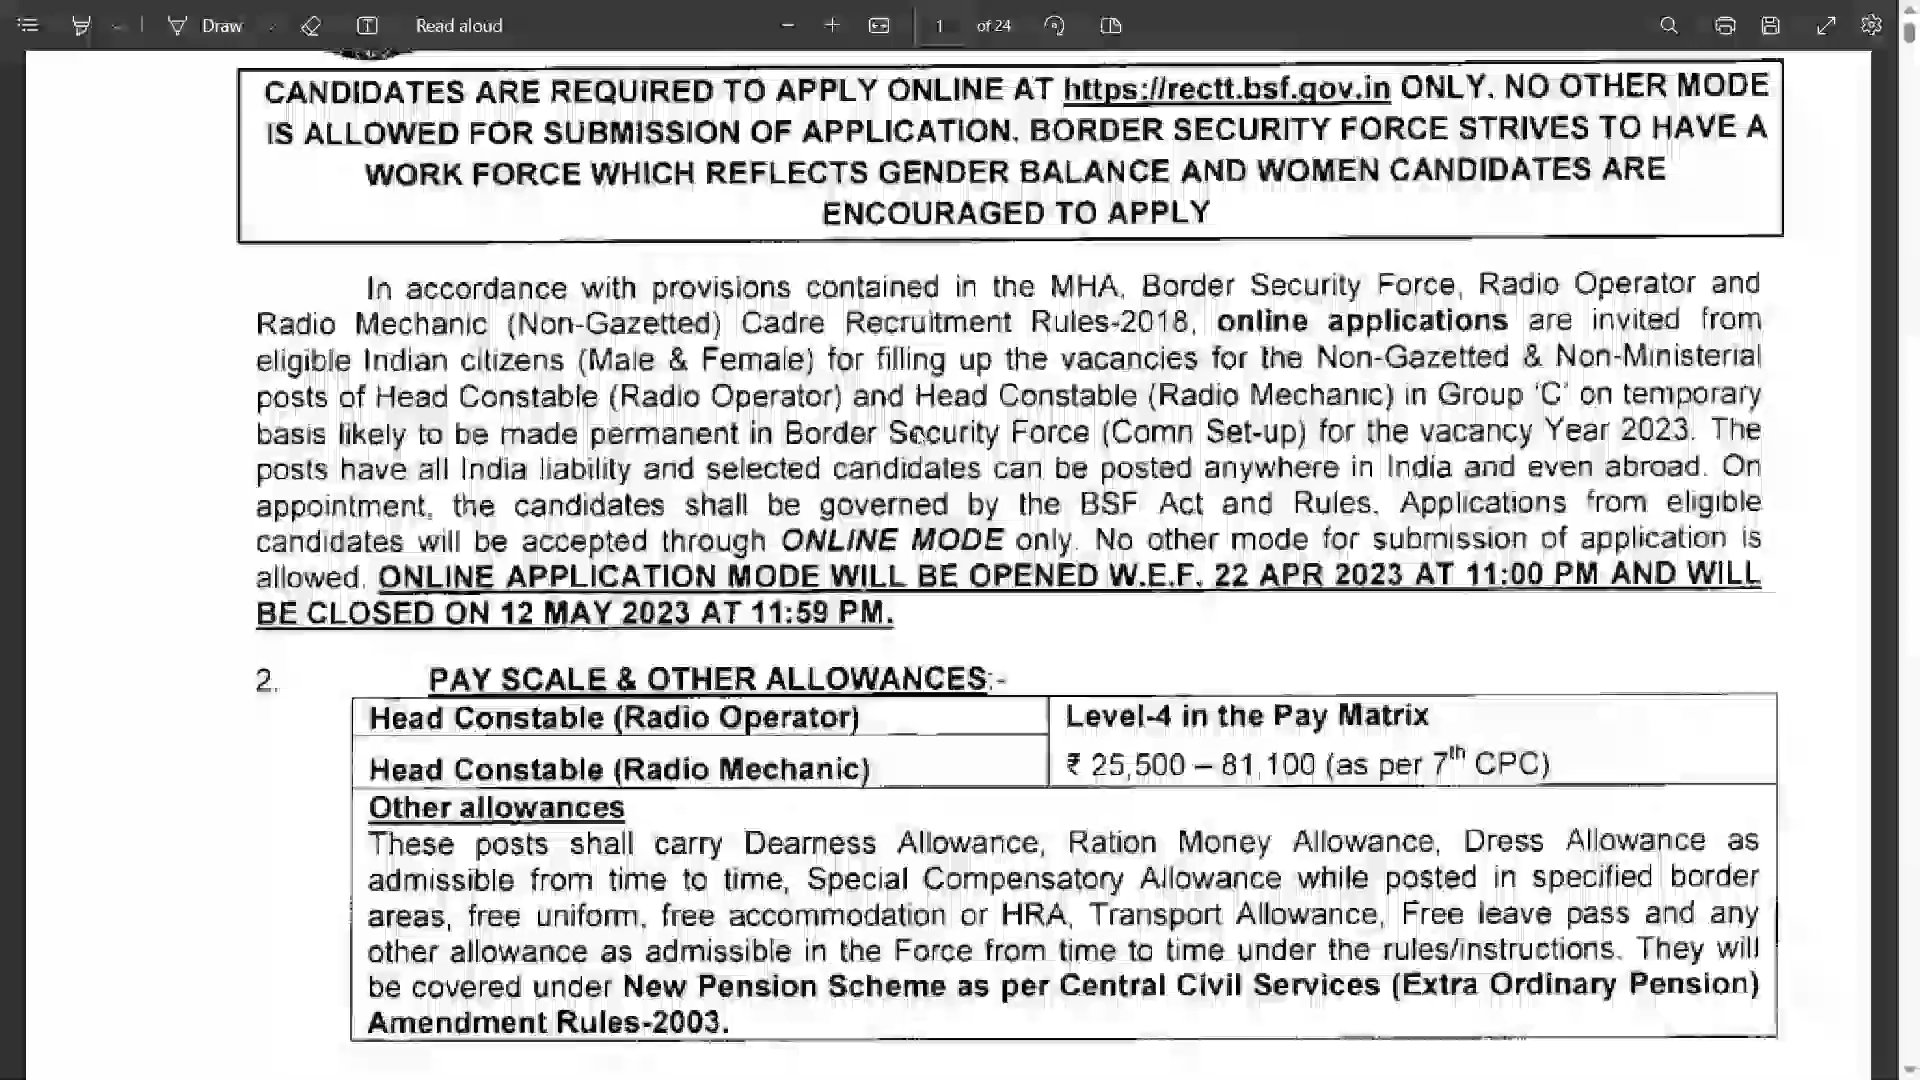 Draw
Read aloud
1 of 24
CANDIDATES ARE REQUIRED TO APPLY ONLINE AT https://rectt.bsf.gov.in ONLY. NO OTHER MODE
IS ALLOWED FOR SUBMISSION OF APPLICATION. BORDER SECURITY FORCE STRIVES TO HAVE A
WORK FORCE WHICH REFLECTS GENDER BALANCE AND WOMEN CANDIDATES ARE
ENCOURAGED TO APPLY
In accordance with provisions contained in the MHA, Border Security Force, Radio Operator and
Radio Mechanic (Non-Gazetted) Cadre Recruitment Rules-2018, online applications are invited from
eligible Indian citizens (Male & Female) for filling up the vacancies for the Non-Gazetted & Non-Ministerial
posts of Head Constable (Radio Operator) and Head Constable (Radio Mechanic) in Group 'C' on temporary
basis likely to be made permanent in Border Security Force (Comn Set-up) for the vacancy Year 2023. The
posts have all India liability and selected candidates can be posted anywhere in India and even abroad. On
appointment, the candidates shall be governed by the BSF Act and Rules. Applications from eligible
candidates will be accepted through ONLINE MODE only. No other mode for submission of application is
allowed. ONLINE APPLICATION MODE WILL BE OPENED W.E.F. 22 APR 2023 AT 11:00 PM AND WILL
BE CLOSED ON 12 MAY 2023 AT 11:59 PM.
2. PAY SCALE & OTHER ALLOWANCES:-
Head Constable (Radio Operator)
Level-4 in the Pay Matrix
Head Constable (Radio Mechanic)
₹ 25,500 – 81,100 (as per 7th CPC)
Other allowances
These posts shall carry Dearness Allowance, Ration Money Allowance, Dress Allowance as
admissible from time to time, Special Compensatory Allowance while posted in specified border
areas, free uniform, free accommodation or HRA, Transport Allowance, Free leave pass and any
other allowance as admissible in the Force from time to time under the rules/instructions. They will
be covered under New Pension Scheme as per Central Civil Services (Extra Ordinary Pension)
Amendment Rules-2003.